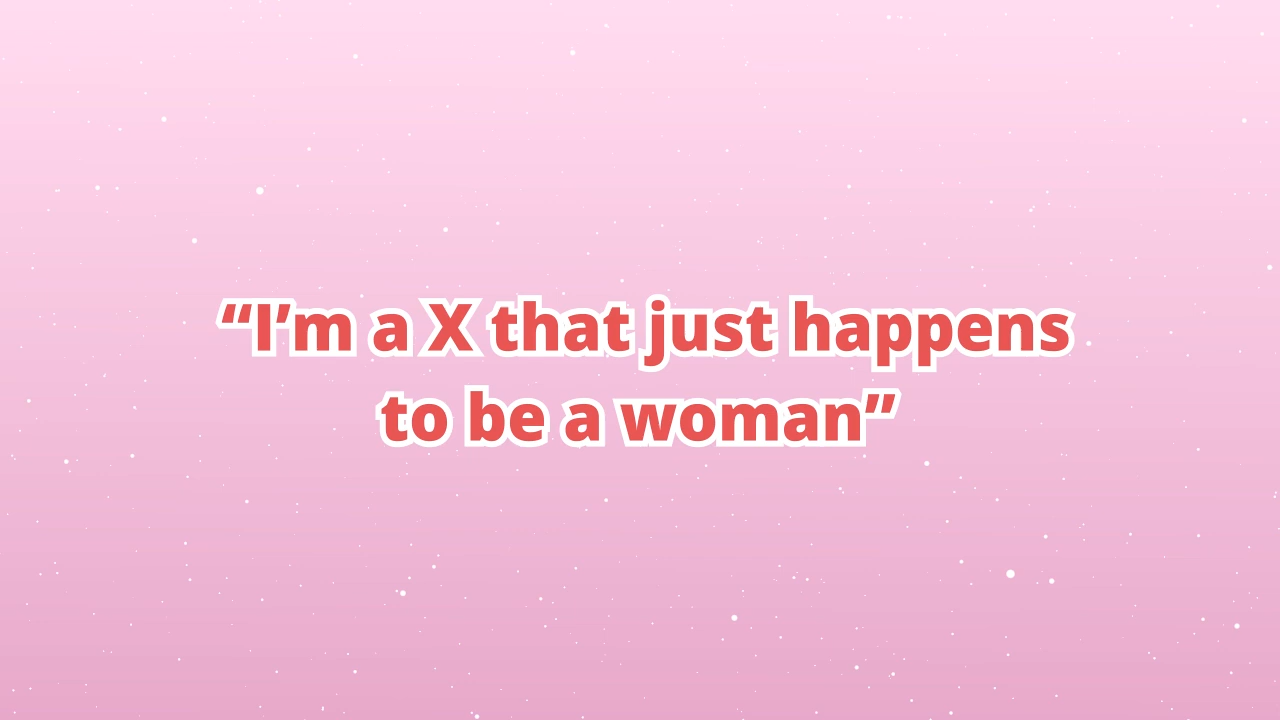 “I’m a X that just happens
to be a woman”